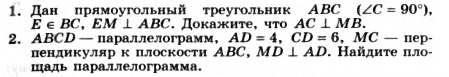 1. Дан прямоугольный треугольник ABC (∠C = 90°),
E ∈ BC, EM ⊥ ABC. Докажите, что AC ⊥ MB.
2. ABCD — параллелограмм, AD = 4, CD = 6, MC — пер-
пендикуляр к плоскости ABC, MD ⊥ AD. Найдите пло-
щадь параллелограмма.